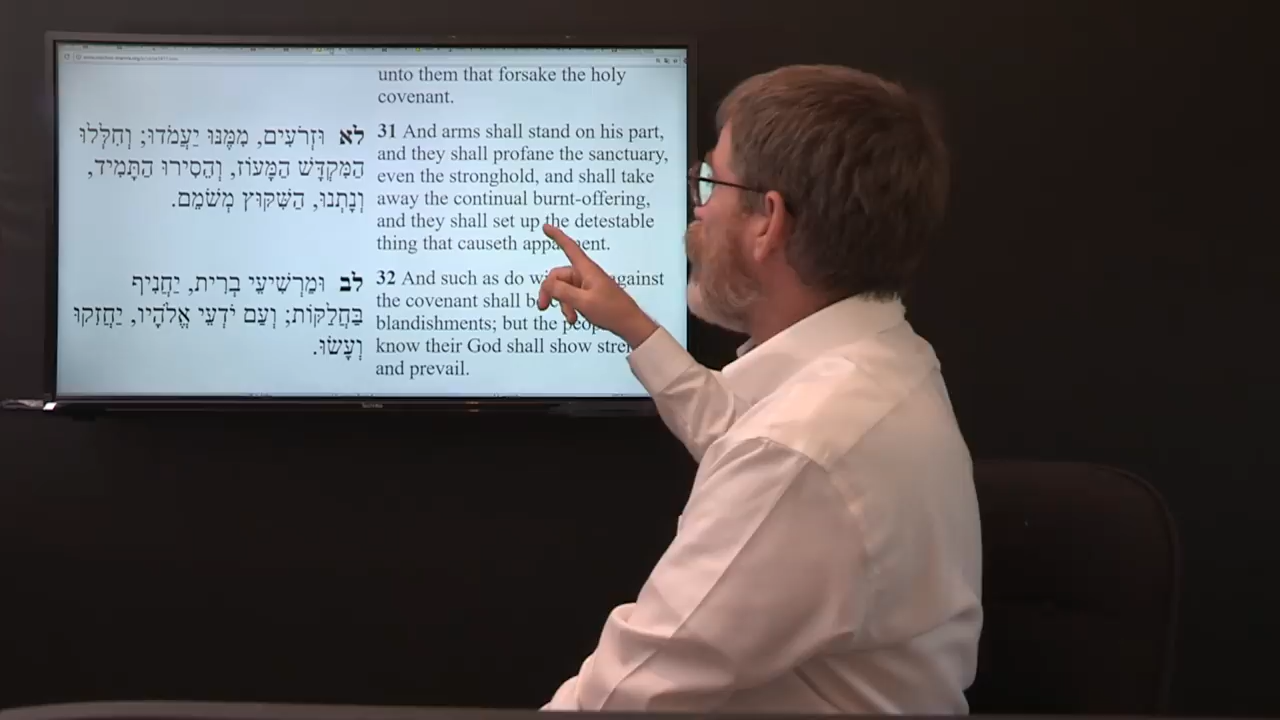 unto them that forsake the holy
covenant.
לא וּזְרֹעִים, מִמֶּנּוּ יַעֲמֹדוּ; וְחִלְּלוּ
הַמִּקְדָּשׁ הַמָּעוֹז, וְהֵסִירוּ הַתָּמִיד,
וְנָתְנוּ, הַשִּׁקּוּץ מְשֹׁמֵם.
31 And arms shall stand on his part,
and they shall profane the sanctuary,
even the stronghold, and shall take
away the continual burnt-offering,
and they shall set up the detestable
thing that causeth
לב וּמַרְשִׁיעֵי בְרִית, יַחֲנִיף
בַּחֲלַקּוֹת; וְעַם יֹדְעֵי אֱלֹהָיו, יַחֲזִקוּ
וְעָשׂוּ.
32 And such as do
the covenant shall
blandishments; but the
know their God shall show
and prevail.